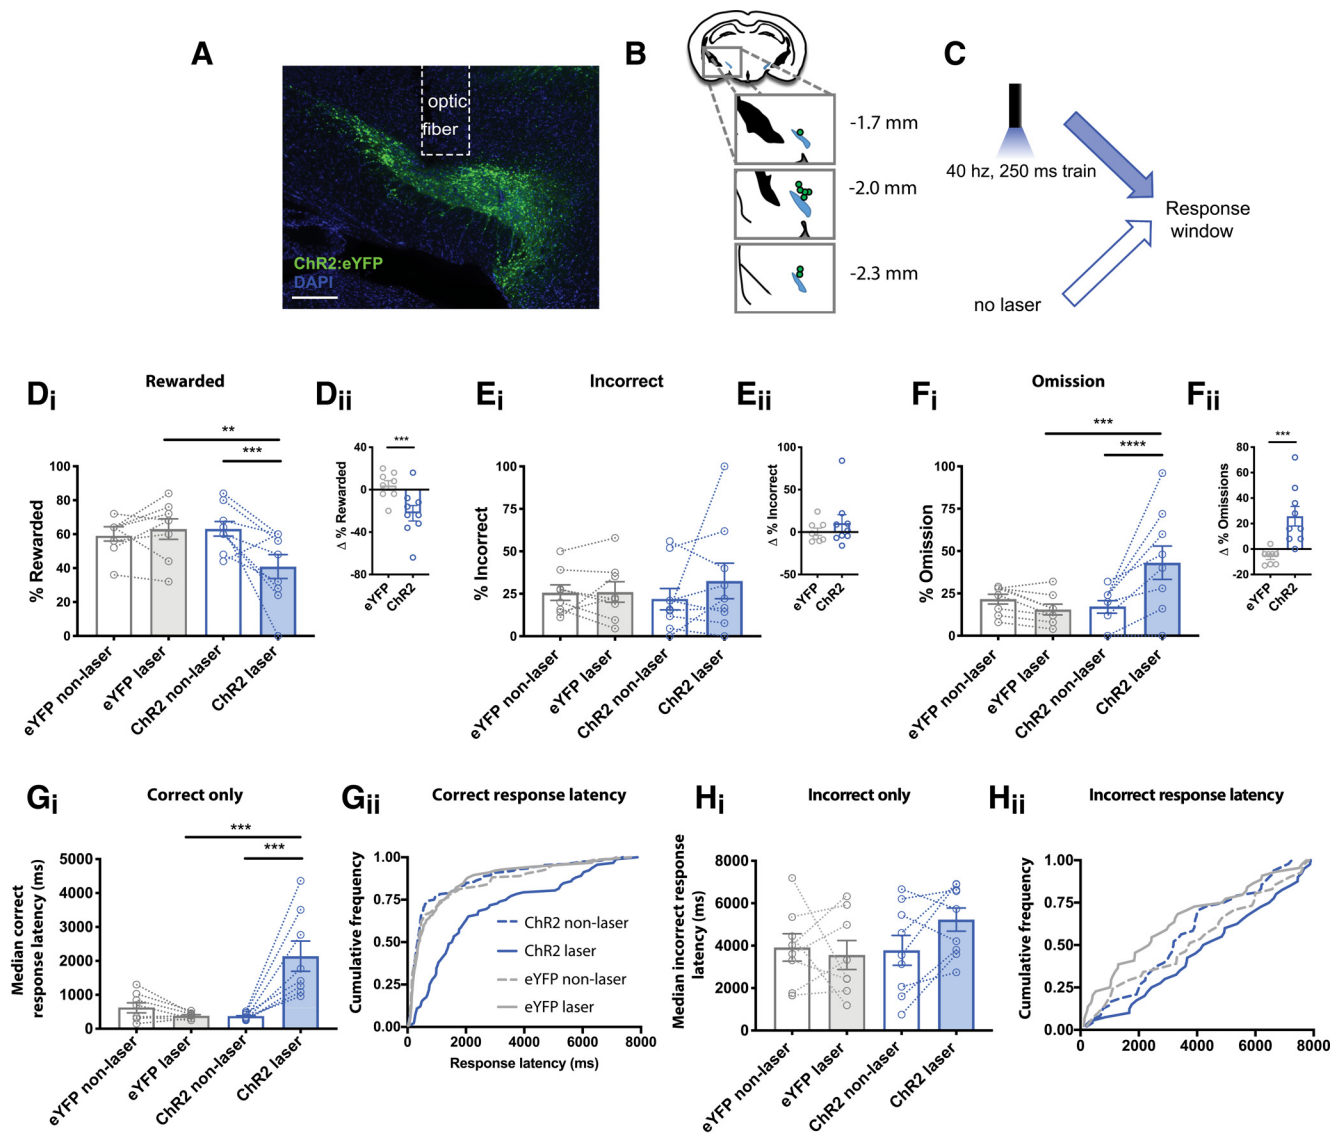 A
optic
fiber
ChR2:eYFP
DAPI
B
-1.7 mm
-2.0 mm
-2.3 mm
C
40 hz, 250 ms train
Response
window
no laser
Di
Rewarded
**
***
% Rewarded
100
80
60
40
20
0
eYFP non-laser
eYFP laser
ChR2 non-laser
ChR2 laser
Dii
***
Δ % Rewarded
40
0
-40
-80
eYFP
ChR2
Ei
Incorrect
% Incorrect
100
75
50
25
0
eYFP non-laser
eYFP laser
ChR2 non-laser
ChR2 laser
Eii
Δ % Incorrect
100
50
0
-50
eYFP
ChR2
Fi
Omission
***
****
% Omission
100
75
50
25
0
eYFP non-laser
eYFP laser
ChR2 non-laser
ChR2 laser
Fii
***
Δ % Omissions
80
60
40
20
0
-20
eYFP
ChR2
Gi
Correct only
***
***
Median correct
response latency (ms)
5000
4000
3000
2000
1000
0
eYFP non-laser
eYFP laser
ChR2 non-laser
ChR2 laser
Gii
Correct response latency
Cumulative frequency
1.00
0.75
0.50
0.25
0.00
ChR2 non-laser
ChR2 laser
eYFP non-laser
eYFP laser
0 2000 4000 6000 8000
Response latency (ms)
Hi
Incorrect only
Median incorrect response
latency (ms)
8000
6000
4000
2000
0
eYFP non-laser
eYFP laser
ChR2 non-laser
ChR2 laser
Hii
Incorrect response latency
Cumulative frequency
1.00
0.75
0.50
0.25
0.00
0 2000 4000 6000 8000